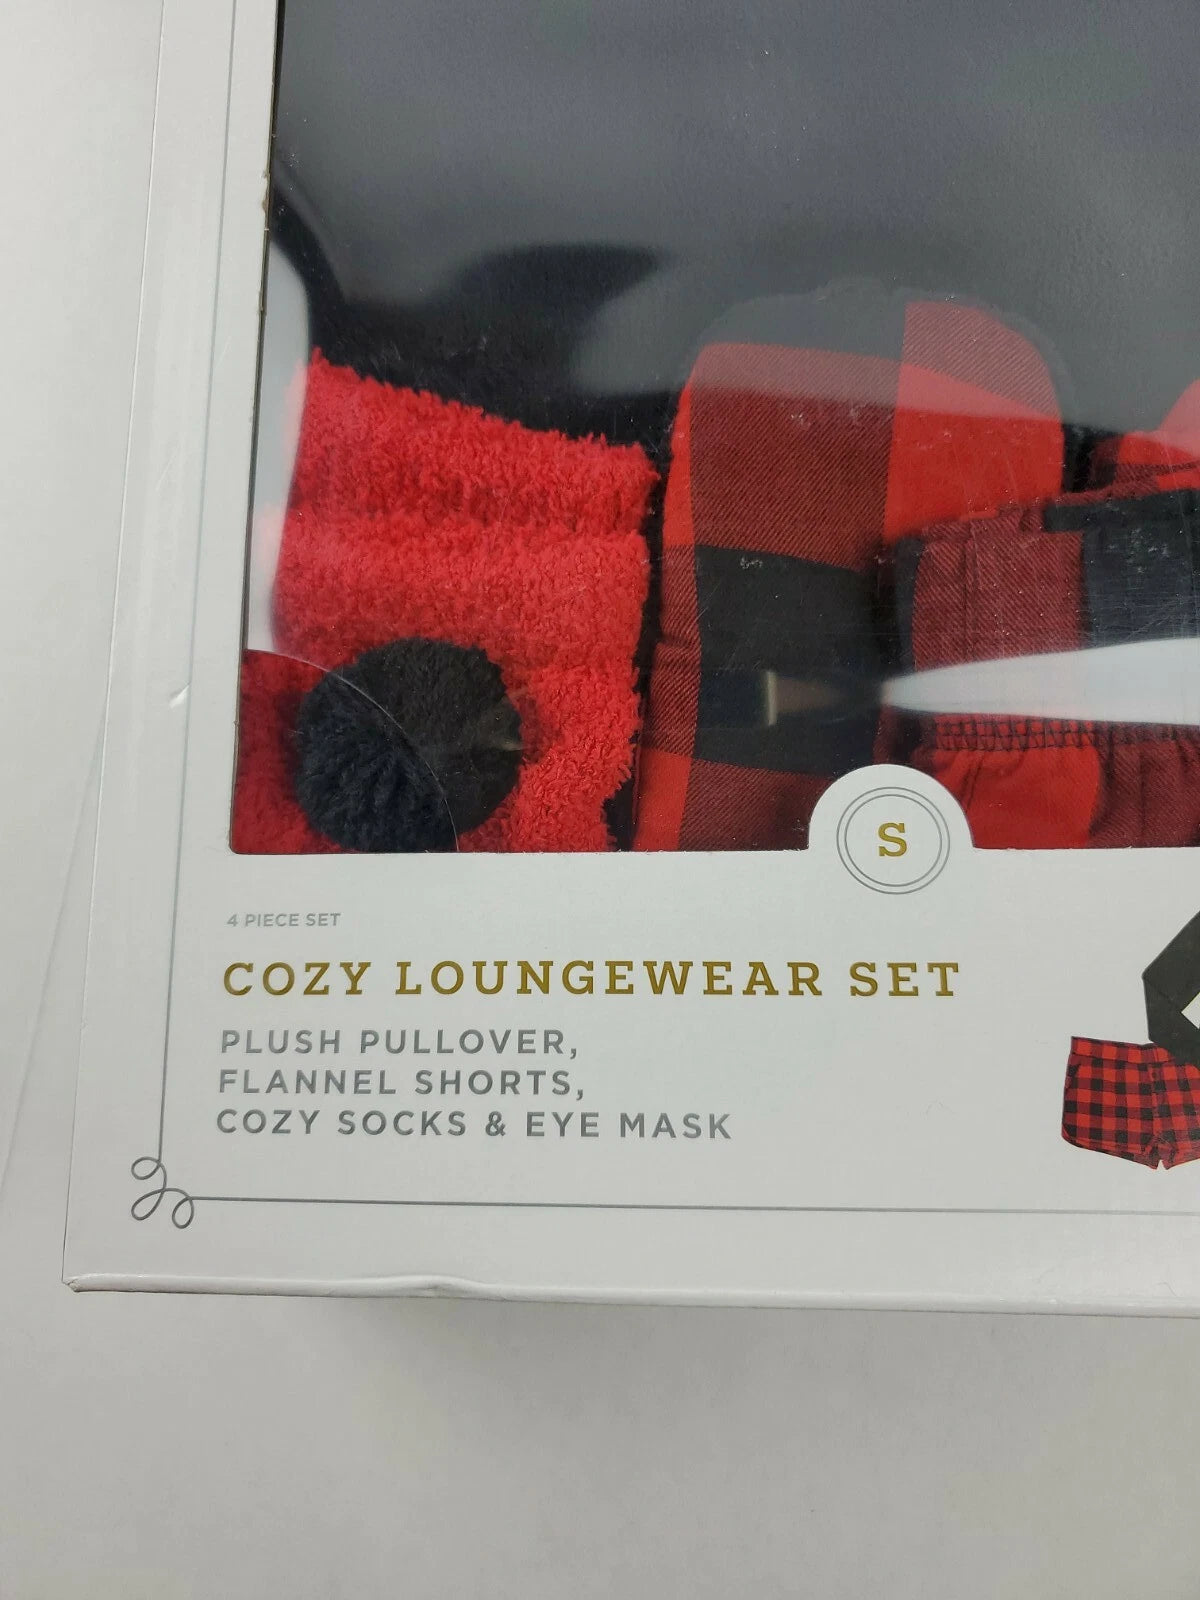 S
4 PIECE SET
COZY LOUNGEWEAR SET
PLUSH PULLOVER,
FLANNEL SHORTS,
COZY SOCKS & EYE MASK